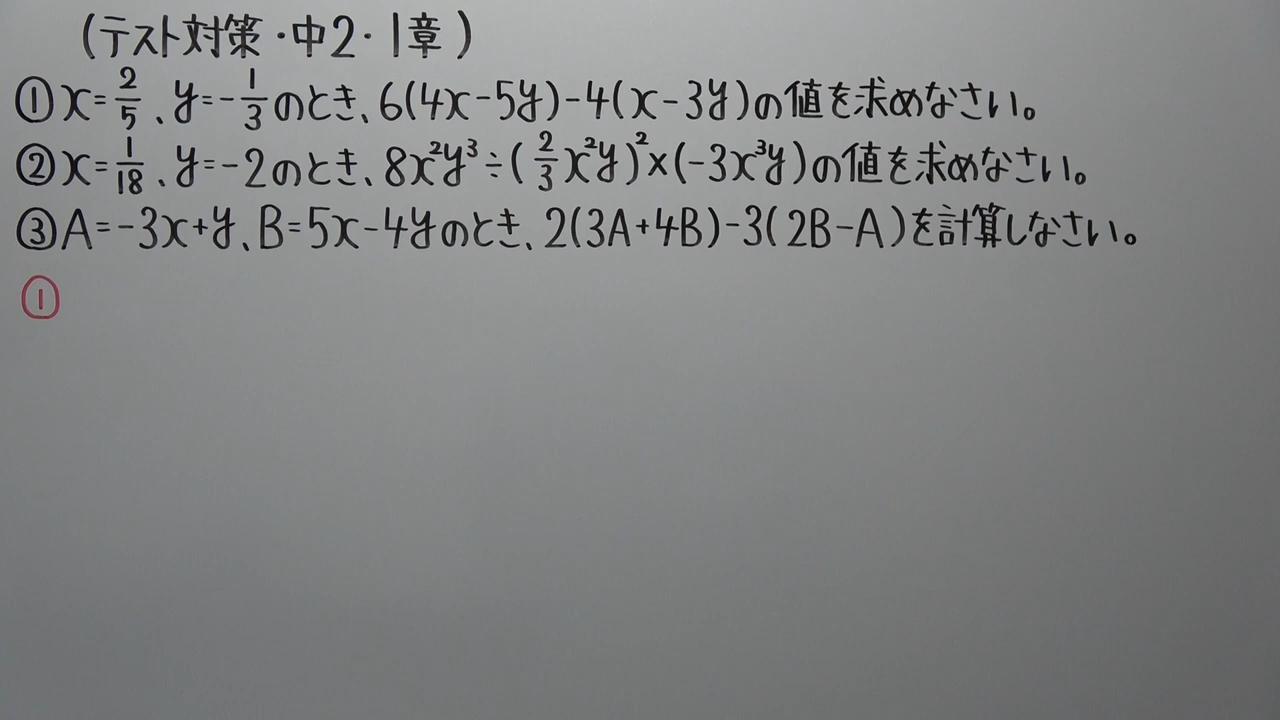 (テスト対策・中2・1章)
①x=2/5、y=-1/3のとき、6(4x-5y)-4(x-3y)の値を求めなさい。
②x=1/18、y=-2のとき、8x²y³÷(2/3x²y)²×(-3x³y)の値を求めなさい。
③A=-3x+y、B=5x-4yのとき、2(3A+4B)-3(2B-A)を計算しなさい。
①